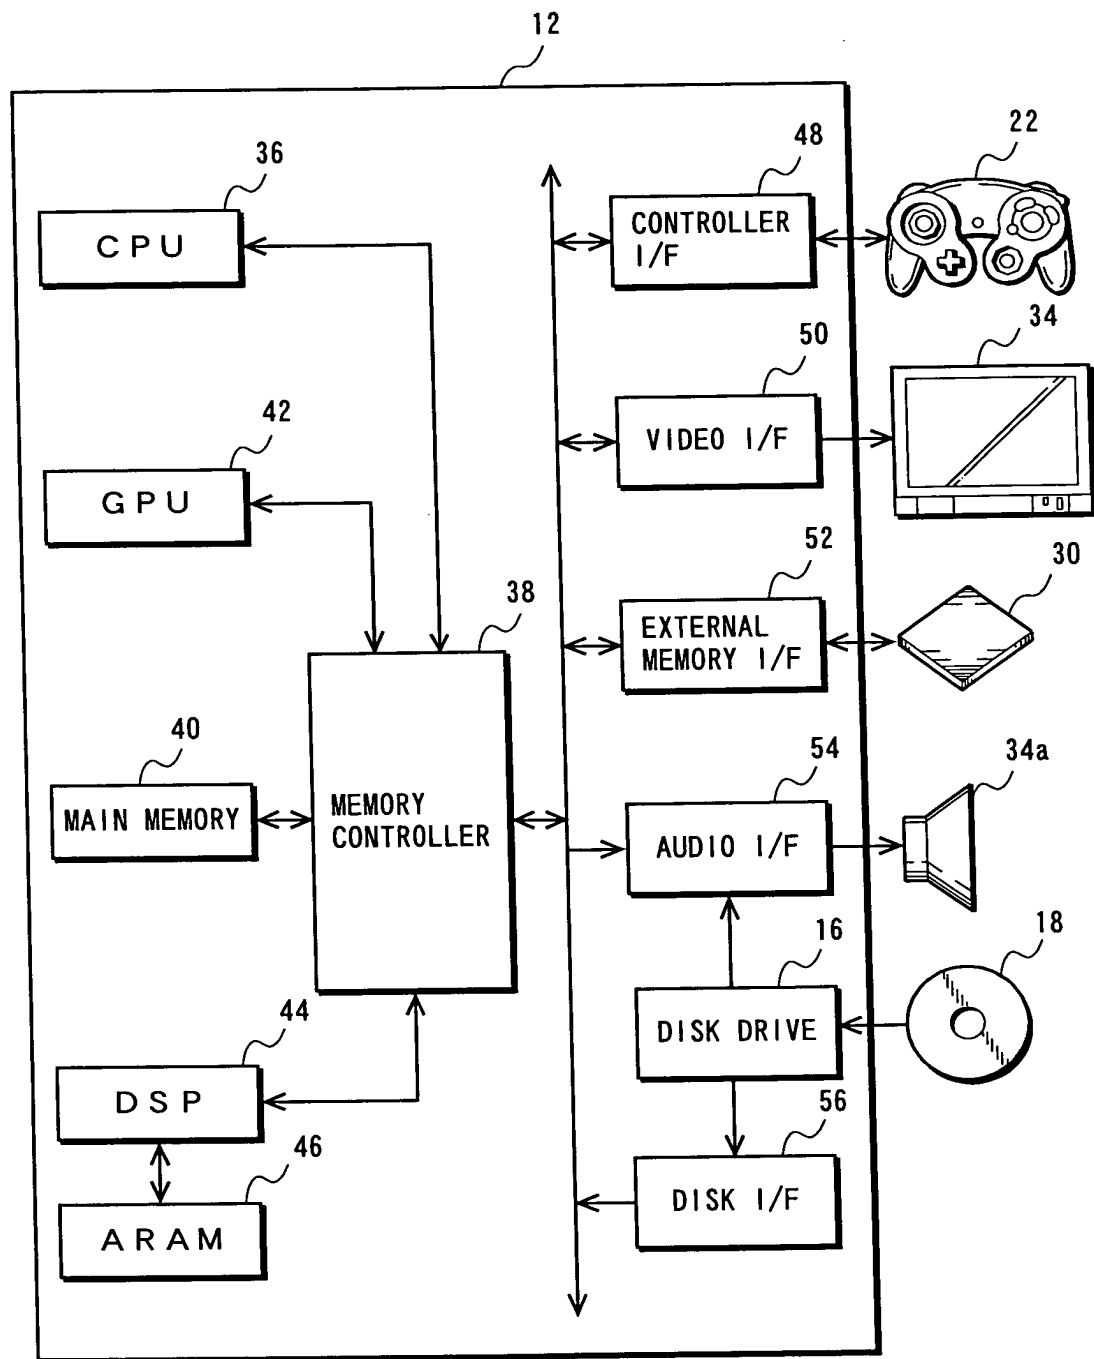 12
36
CPU
48
CONTROLLER
I/F
22
42
GPU
50
VIDEO I/F
34
38
MEMORY
CONTROLLER
52
EXTERNAL
MEMORY I/F
30
40
MAIN MEMORY
54
AUDIO I/F
34a
16
DISK DRIVE
18
44
DSP
46
ARAM
56
DISK I/F